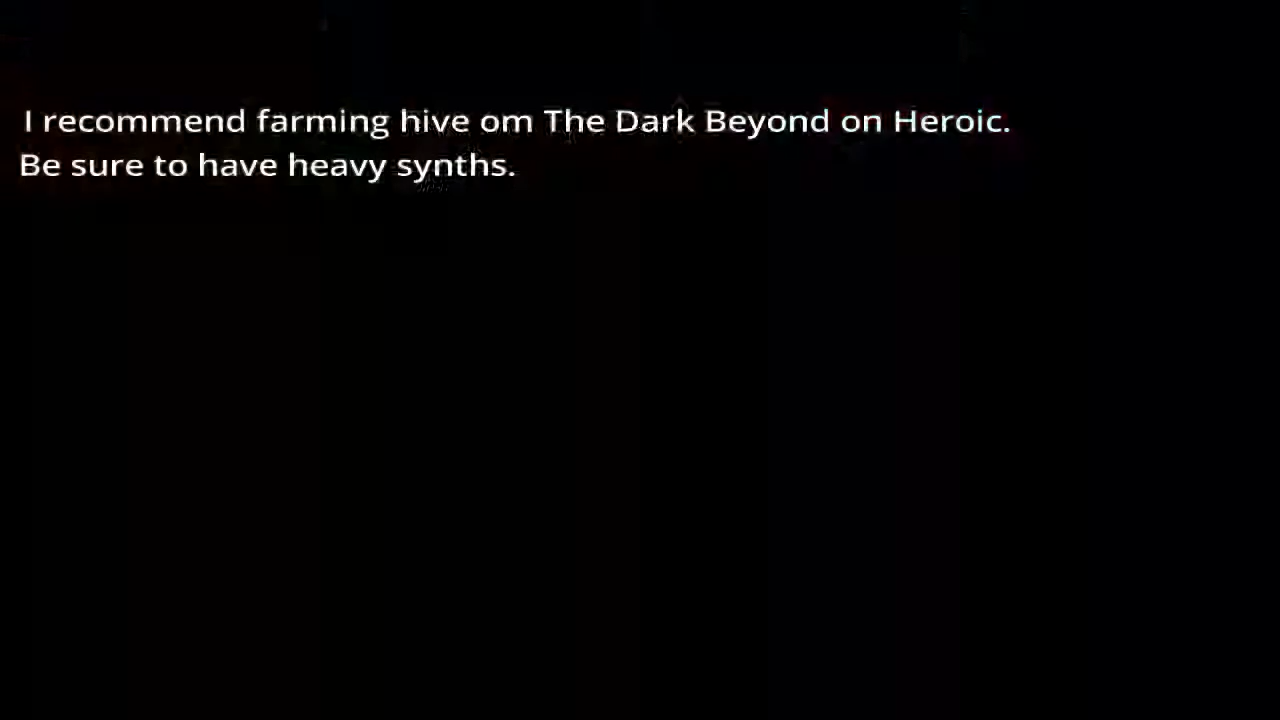 I recommend farming hive om The Dark Beyond on Heroic.
Be sure to have heavy synths.